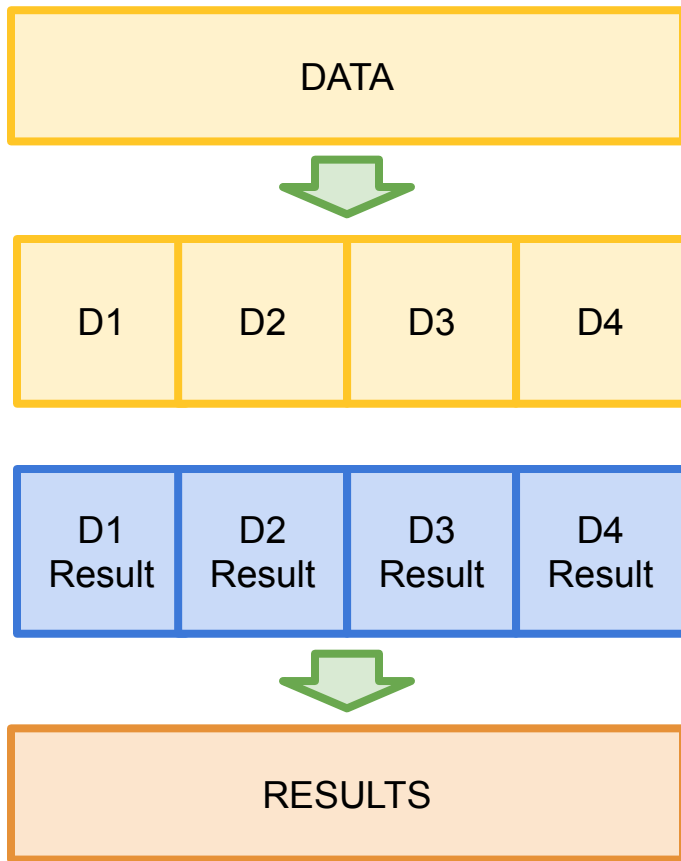 DATA
D1 D2 D3 D4
D1 D2 D3 D4
Result Result Result Result
RESULTS